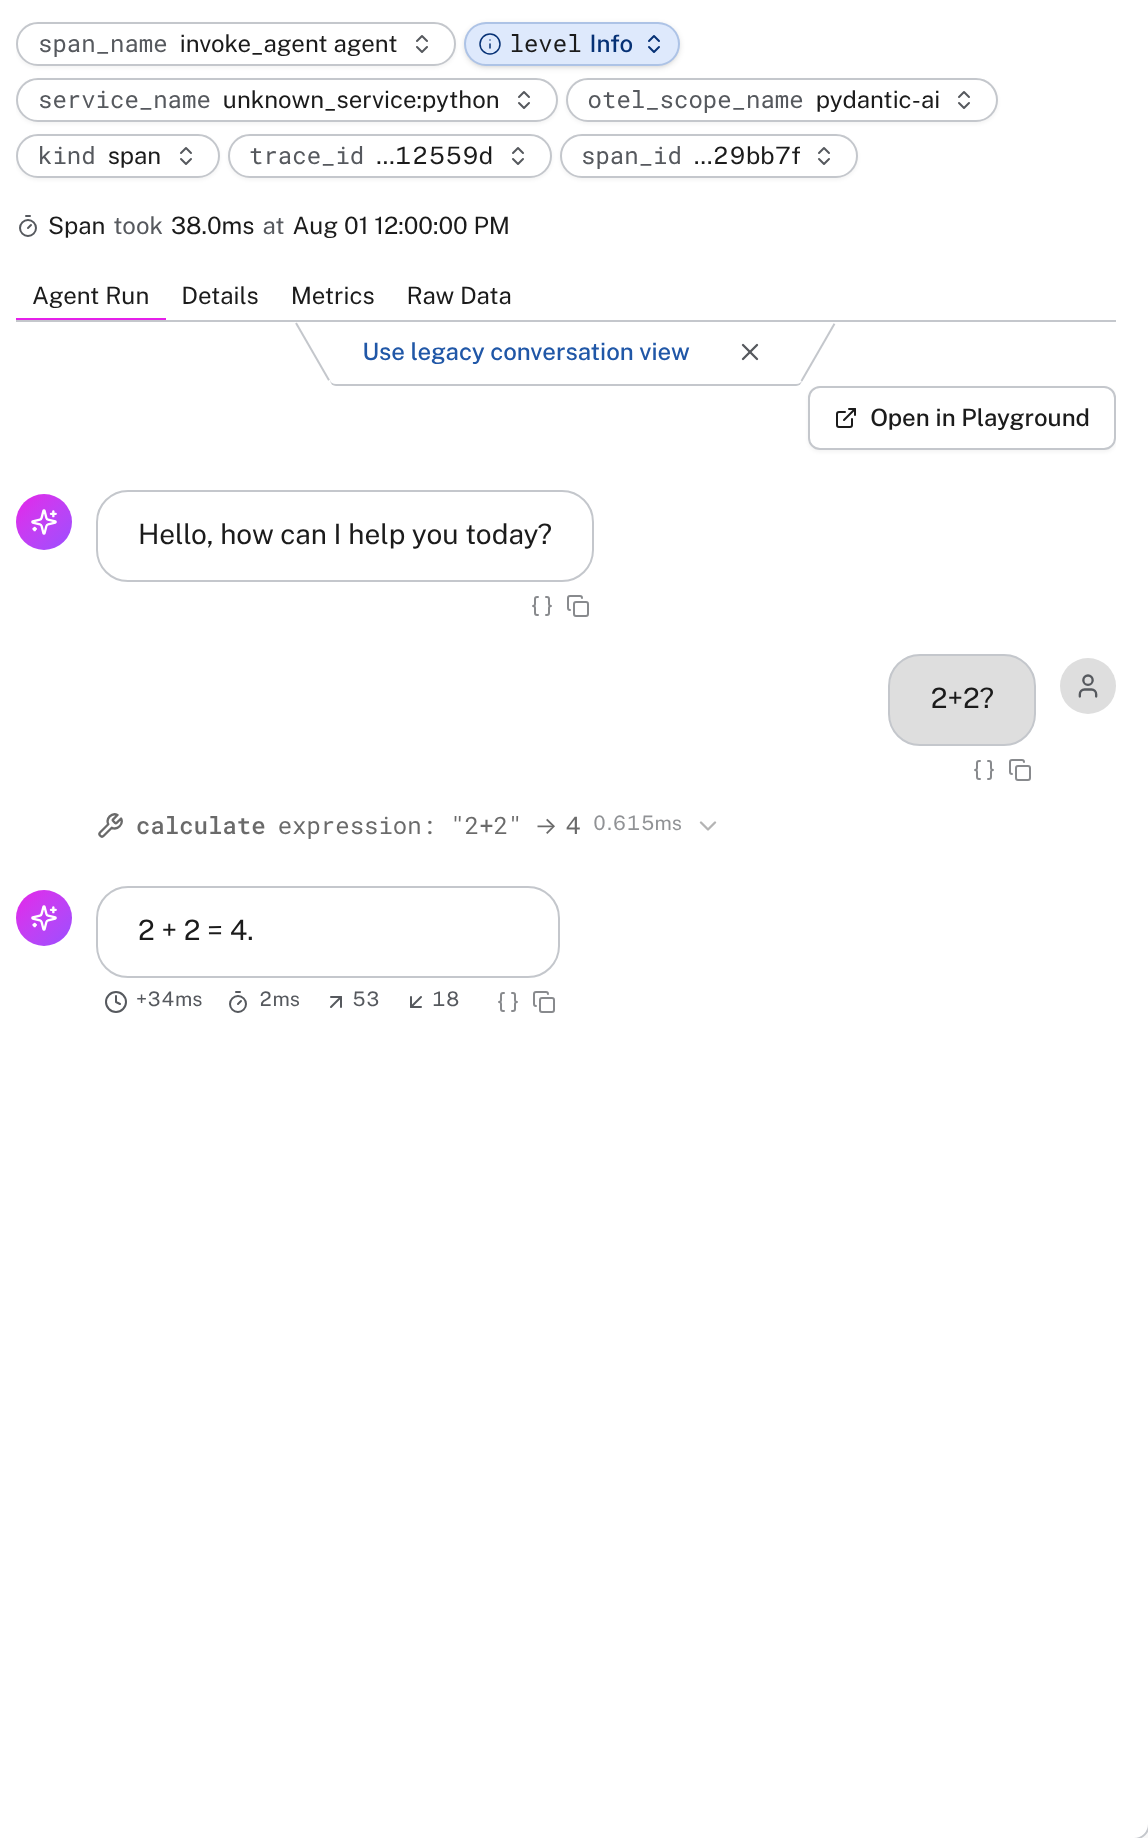 span_name invoke_agent agent level Info
service_name unknown_service:python otel_scope_name pydantic-ai
kind span trace_id ...12559d span_id ...29bb7f
Span took 38.0ms at Aug 01 12:00:00 PM
Agent Run Details Metrics Raw Data
Use legacy conversation view
Open in Playground
Hello, how can I help you today?
{}
2+2?
{}
calculate expression: "2+2" → 4 0.615ms
2 + 2 = 4.
+34ms 2ms ↗ 53 ↙ 18 {}